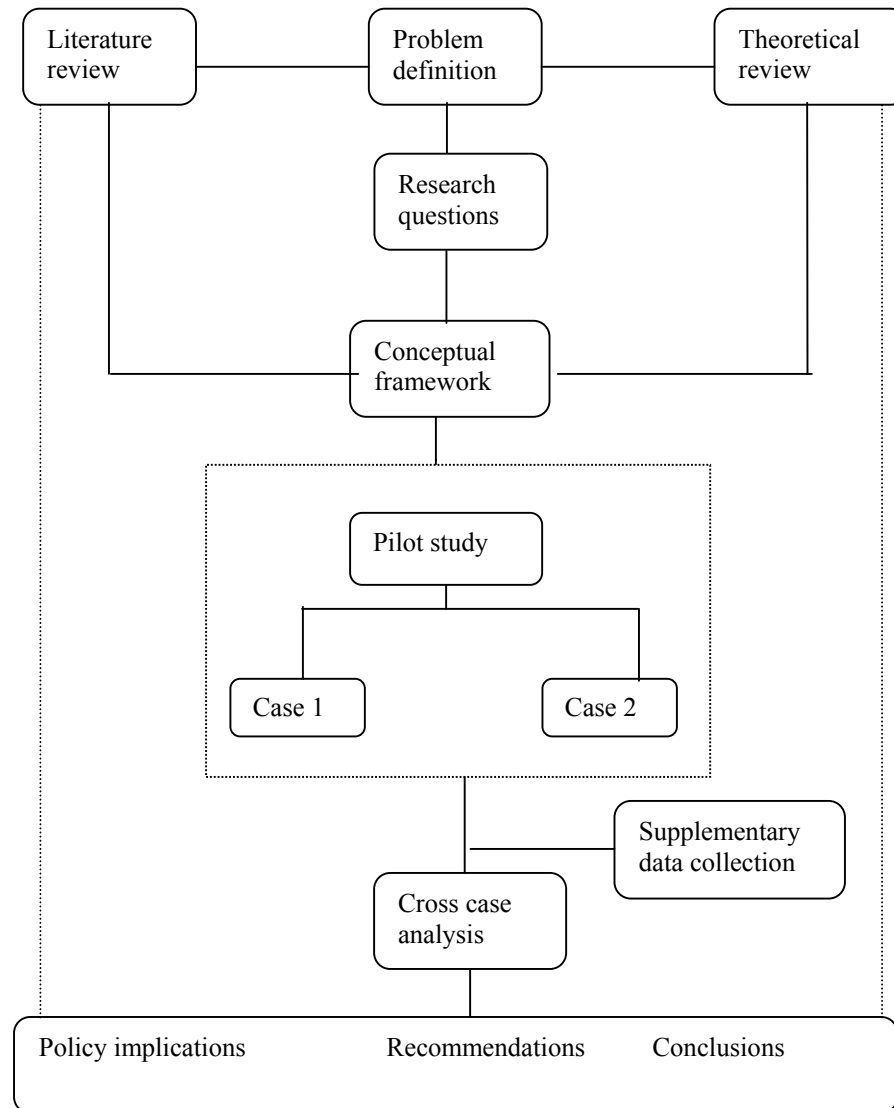 Literature
review
Problem
definition
Theoretical
review
Research
questions
Conceptual
framework
Pilot study
Case 1
Case 2
Supplementary
data collection
Cross case
analysis
Policy implications
Recommendations
Conclusions